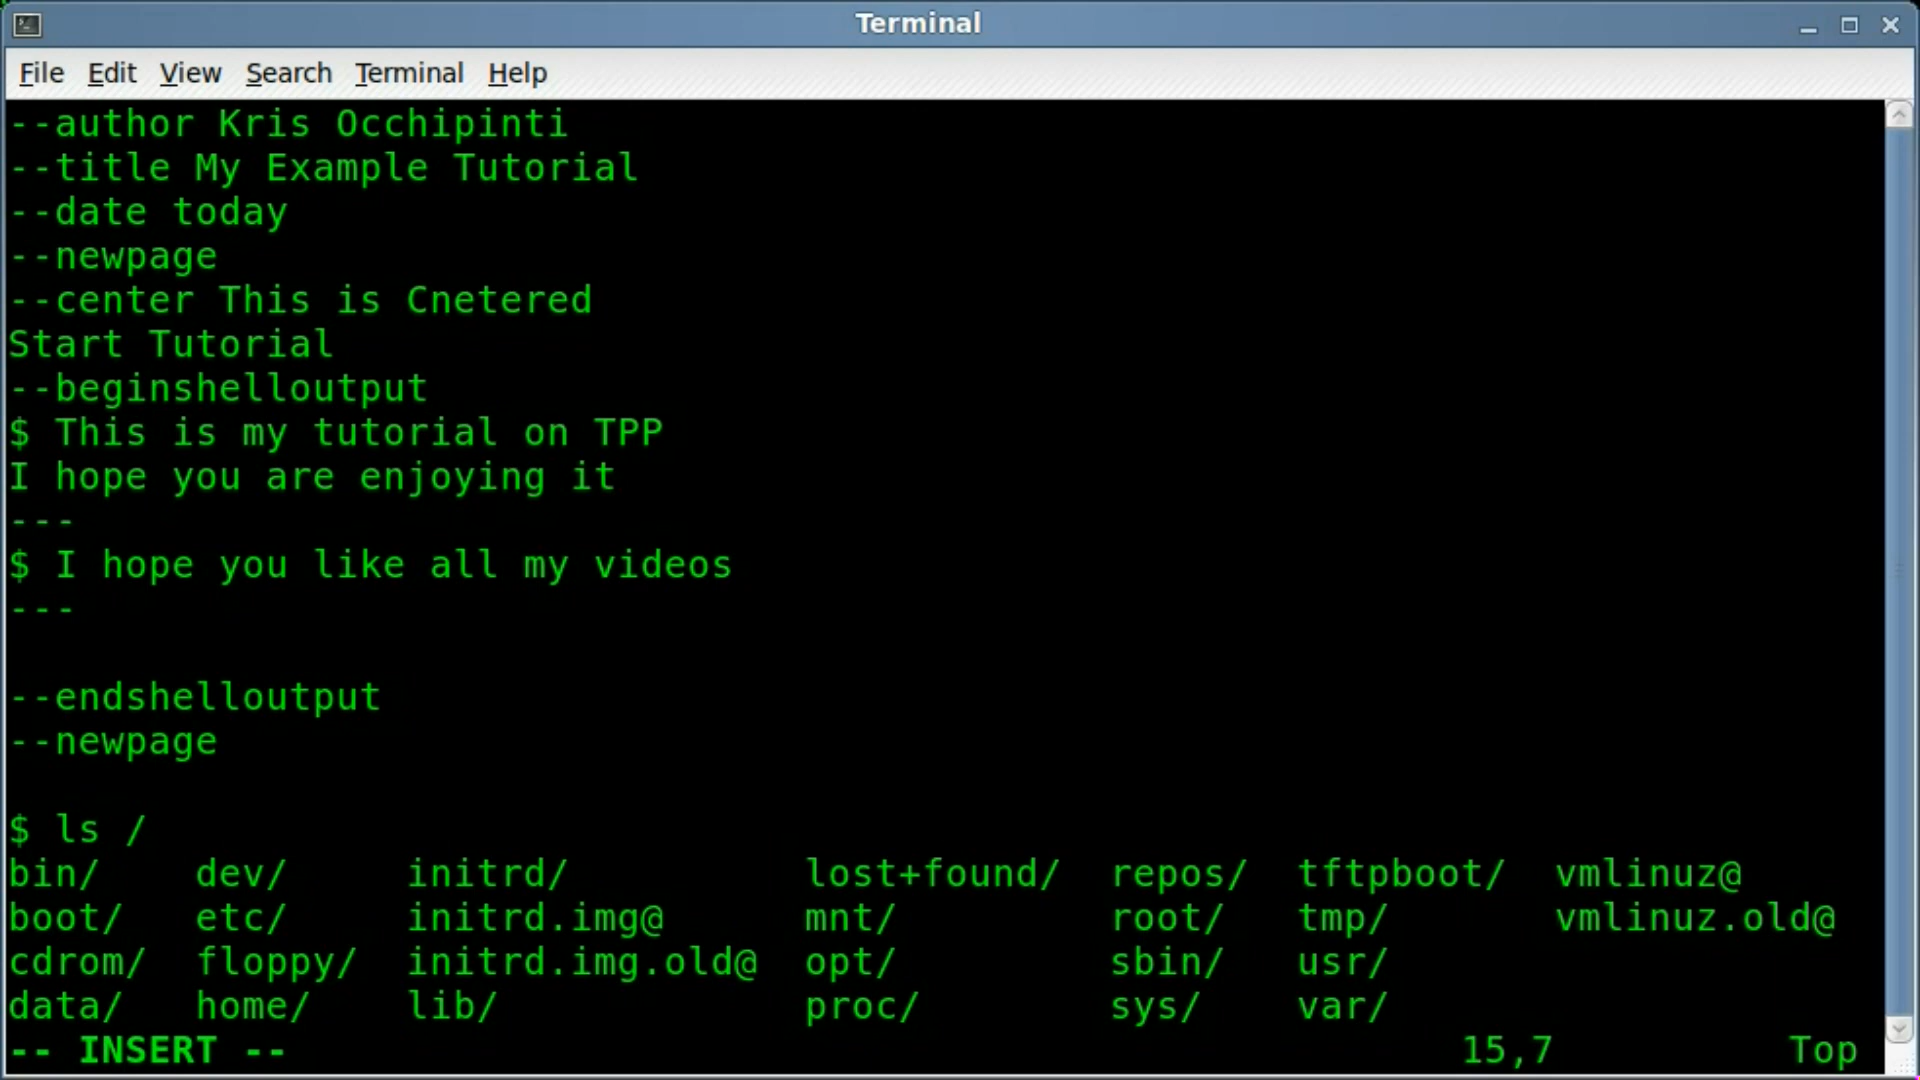 Terminal
File Edit View Search Terminal Help
--author Kris Occhipinti
--title My Example Tutorial
--date today
--newpage
--center This is Cnetered
Start Tutorial
--beginshelloutput
$ This is my tutorial on TPP
I hope you are enjoying it
---
$ I hope you like all my videos
---
--endshelloutput
--newpage
$ ls /
bin/ dev/ initrd/ lost+found/ repos/ tftpboot/ vmlinuz@
boot/ etc/ initrd.img@ mnt/ root/ tmp/ vmlinuz.old@
cdrom/ floppy/ initrd.img.old@ opt/ sbin/ usr/
data/ home/ lib/ proc/ sys/ var/
-- INSERT -- 15,7 Top